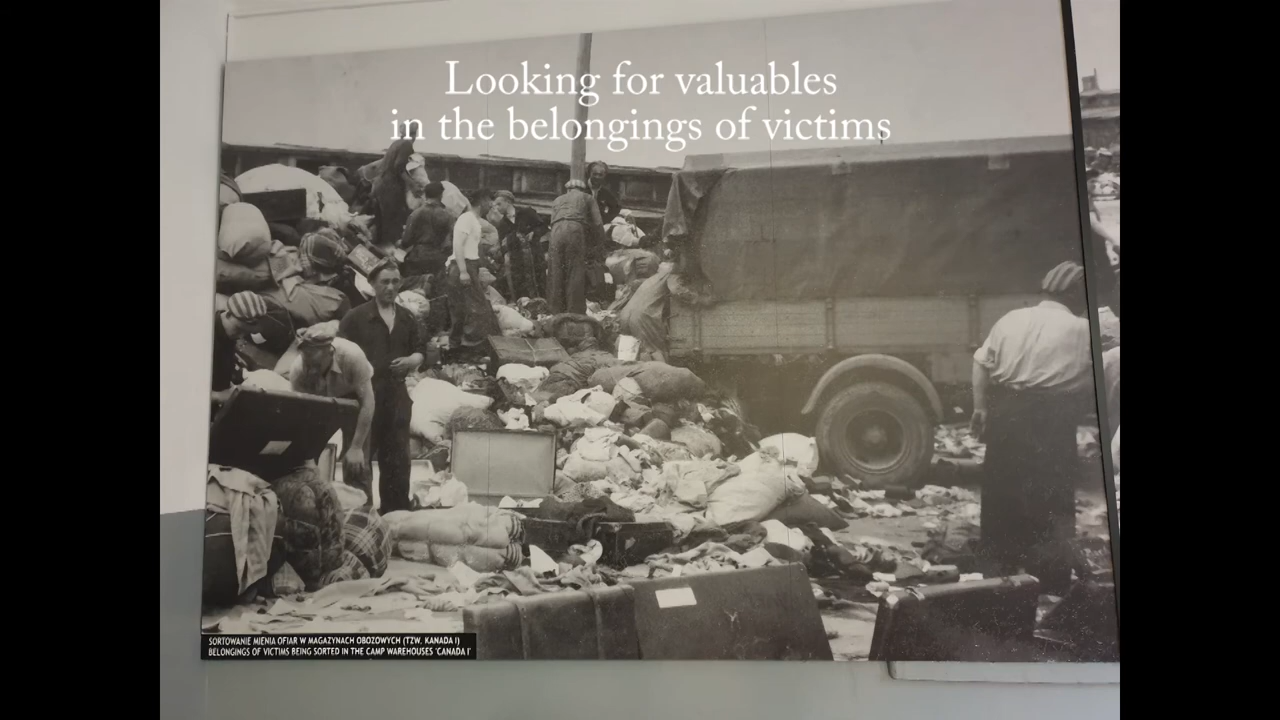 Looking for valuables
in the belongings of victims
SORTOWANIE MIENIA OFIAR W MAGAZYNACH OBOZOWYCH (TZW. KANADA I)
BELONGINGS OF VICTIMS BEING SORTED IN THE CAMP WAREHOUSES 'CANADA I'